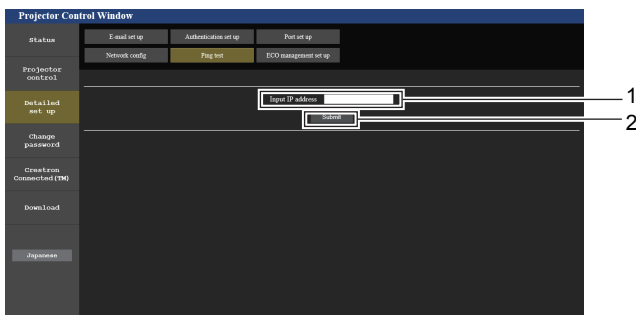 Projector Control Window
Status
E-mail set up
Authentication set up
Port set up
Network config
Ping test
ECO management set up
Projector
control
Detailed
set up
Input IP address
1
Submit
2
Change
password
Crestron
Connected(TM)
Download
Japanese